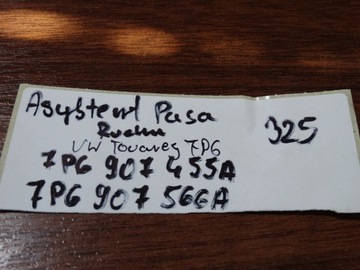 Asystent Pasa
Ruchu
325
VW Touareg 7P6
7P6 907 455A
7P6 907 566A